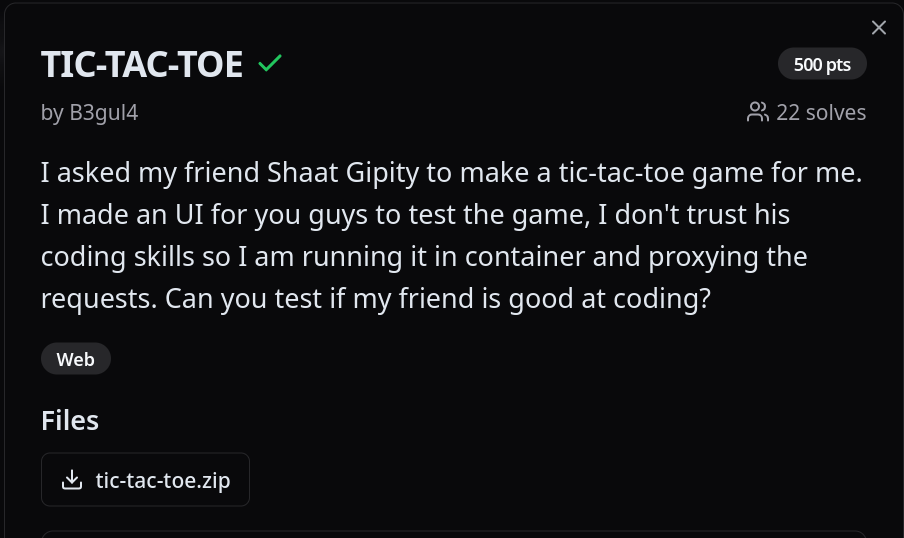 TIC-TAC-TOE
500 pts
by B3gul4
22 solves
I asked my friend Shaat Gipity to make a tic-tac-toe game for me.
I made an UI for you guys to test the game, I don't trust his
coding skills so I am running it in container and proxying the
requests. Can you test if my friend is good at coding?
Web
Files
tic-tac-toe.zip